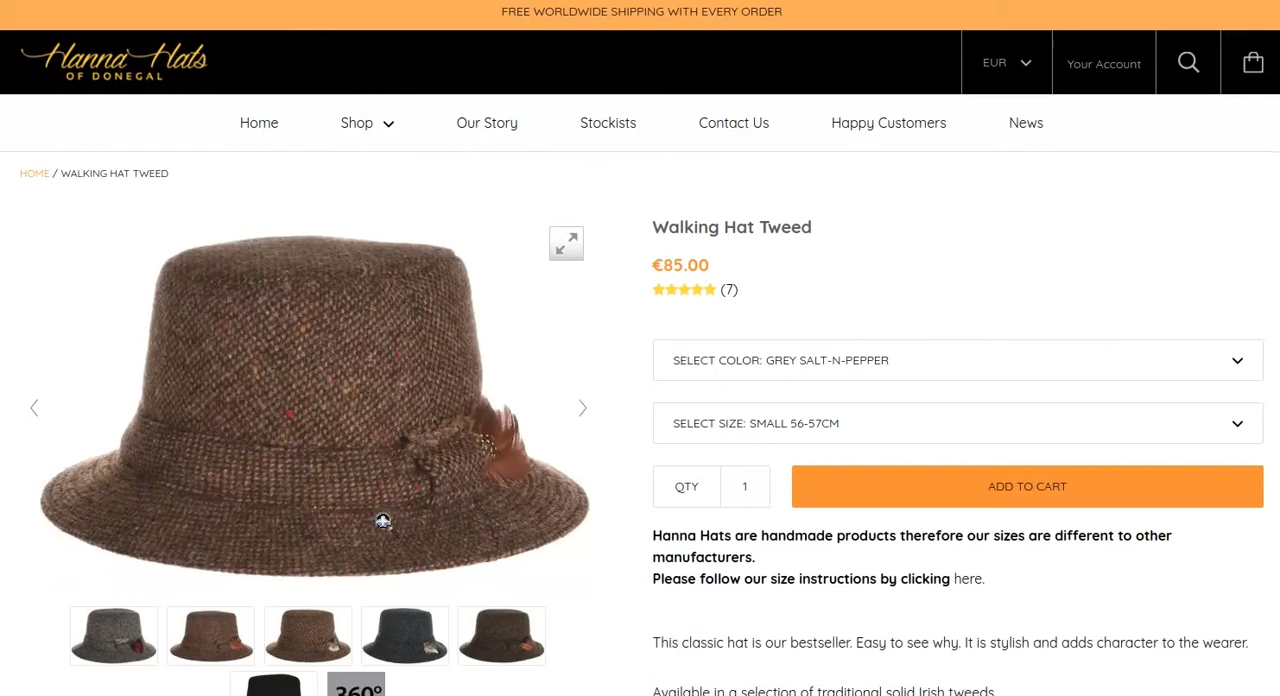 FREE WORLDWIDE SHIPPING WITH EVERY ORDER
Hanna Hats
OF DONEGAL
EUR
Your Account
Home
Shop
Our Story
Stockists
Contact Us
Happy Customers
News
HOME / WALKING HAT TWEED
Walking Hat Tweed
€85.00
(7)
SELECT COLOR: GREY SALT-N-PEPPER
SELECT SIZE: SMALL 56-57CM
QTY
1
ADD TO CART
Hanna Hats are handmade products therefore our sizes are different to other
manufacturers.
Please follow our size instructions by clicking here.
This classic hat is our bestseller. Easy to see why. It is stylish and adds character to the wearer.
Available in a selection of traditional solid Irish tweeds.
360°